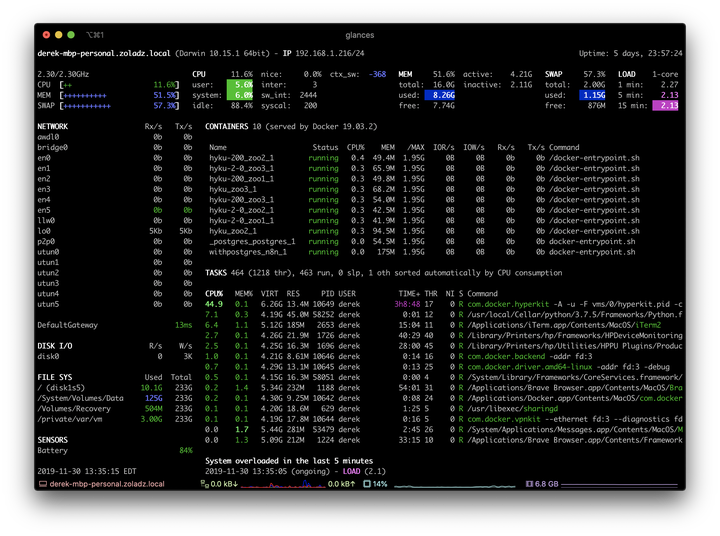 ⌥⌘1
glances
derek-mbp-personal.zoladz.local (Darwin 10.15.1 64bit) - IP 192.168.1.216/24 Uptime: 5 days, 23:57:24
2.30/2.30GHz CPU 11.6% nice: 0.0% ctx_sw: -368 MEM 51.6% active: 4.21G SWAP 57.3% LOAD 1-core
CPU [++ 11.6%] user: 5.6% inter: 3 total: 16.0G inactive: 2.11G total: 2.00G 1 min: 2.27
MEM [++++++++++ 51.5%] system: 6.0% sw_int: 2444 used: 8.26G used: 1.15G 5 min: 2.13
SWAP [+++++++++++ 57.3%] idle: 88.4% syscal: 200 free: 7.74G free: 876M 15 min: 2.13
NETWORK Rx/s Tx/s CONTAINERS 10 (served by Docker 19.03.2)
awdl0 0b 0b
bridge0 0b 0b Name Status CPU% MEM /MAX IOR/s IOW/s Rx/s Tx/s Command
en0 0b 0b hyku-200_zoo2_1 running 0.4 49.4M 1.95G 0B 0B 0b 0b /docker-entrypoint.sh
en1 0b 0b hyku-2-0_zoo2_1 running 0.3 65.9M 1.95G 0B 0B 0b 0b /docker-entrypoint.sh
en2 0b 0b hyku-200_zoo1_1 running 0.3 49.8M 1.95G 0B 0B 0b 0b /docker-entrypoint.sh
en3 0b 0b hyku_zoo3_1 running 0.3 68.2M 1.95G 0B 0B 0b 0b /docker-entrypoint.sh
en4 0b 0b hyku-200_zoo3_1 running 0.3 54.0M 1.95G 0B 0B 0b 0b /docker-entrypoint.sh
en5 0b 0b hyku-2-0_zoo3_1 running 0.4 42.5M 1.95G 0B 0B 0b 0b /docker-entrypoint.sh
llw0 0b 0b hyku-2-0_zoo1_1 running 0.3 41.9M 1.95G 0B 0B 0b 0b /docker-entrypoint.sh
lo0 5Kb 5Kb hyku_zoo2_1 running 0.3 94.5M 1.95G 0B 0B 0b 0b /docker-entrypoint.sh
p2p0 0b 0b _postgres_postgres_1 running 0.0 54.5M 1.95G 0B 0B 0b 0b docker-entrypoint.sh
utun0 0b 0b withpostgres_n8n_1 running 0.0 175M 1.95G 0B 0B 0b 0b docker-entrypoint.sh
utun1 0b 0b
utun2 0b 0b TASKS 464 (1218 thr), 463 run, 0 slp, 1 oth sorted automatically by CPU consumption
utun3 0b 0b
utun4 0b 0b CPU% MEM% VIRT RES PID USER TIME+ THR NI S Command
utun5 0b 0b 44.9 0.1 6.26G 13.4M 10649 derek 3h8:48 17 0 R com.docker.hyperkit -A -u -F vms/0/hyperkit.pid -c
7.1 0.3 4.19G 45.0M 58252 derek 0:01 12 0 R /usr/local/Cellar/python/3.7.5/Frameworks/Python.f
DefaultGateway 13ms 6.4 1.1 5.12G 185M 2653 derek 15:04 11 0 R /Applications/iTerm.app/Contents/MacOS/iTerm2
2.7 0.1 4.26G 21.9M 1726 derek 40:29 40 0 R /Library/Printers/hp/Frameworks/HPDeviceMonitoring
DISK I/O R/s W/s 2.5 0.1 4.25G 16.3M 1696 derek 28:00 45 0 R /Library/Printers/hp/Utilities/HPPU Plugins/Produc
disk0 0 3K 1.0 0.1 4.21G 8.61M 10646 derek 0:14 16 0 R com.docker.backend -addr fd:3
0.7 0.1 4.29G 13.1M 10645 derek 0:13 25 0 R com.docker.driver.amd64-linux -addr fd:3 -debug
FILE SYS Used Total 0.5 0.1 4.15G 16.3M 58051 derek 0:00 4 0 R /System/Library/Frameworks/CoreServices.framework/
/ (disk1s5) 10.1G 233G 0.2 1.4 5.34G 232M 1188 derek 54:01 31 0 R /Applications/Brave Browser.app/Contents/MacOS/Bra
/System/Volumes/Data 125G 233G 0.2 0.1 4.30G 9.25M 10642 derek 0:08 24 0 R /Applications/Docker.app/Contents/MacOS/com.docker
/Volumes/Recovery 504M 233G 0.1 0.1 4.20G 18.6M 629 derek 1:25 5 0 R /usr/libexec/sharingd
/private/var/vm 3.00G 233G 0.1 0.1 4.19G 17.8M 10644 derek 0:16 5 0 R com.docker.vpnkit --ethernet fd:3 --diagnostics fd
0.0 1.7 5.44G 281M 53479 derek 2:45 26 0 R /System/Applications/Messages.app/Contents/MacOS/M
SENSORS 0.0 1.3 5.09G 212M 1224 derek 33:15 10 0 R /Applications/Brave Browser.app/Contents/Framework
Battery 84%
System overloaded in the last 5 minutes
2019-11-30 13:35:15 EDT 2019-11-30 13:35:05 (ongoing) - LOAD (2.1)
derek-mbp-personal.zoladz.local 0.0 kB↓ 0.0 kB↑ 14% 6.8 GB